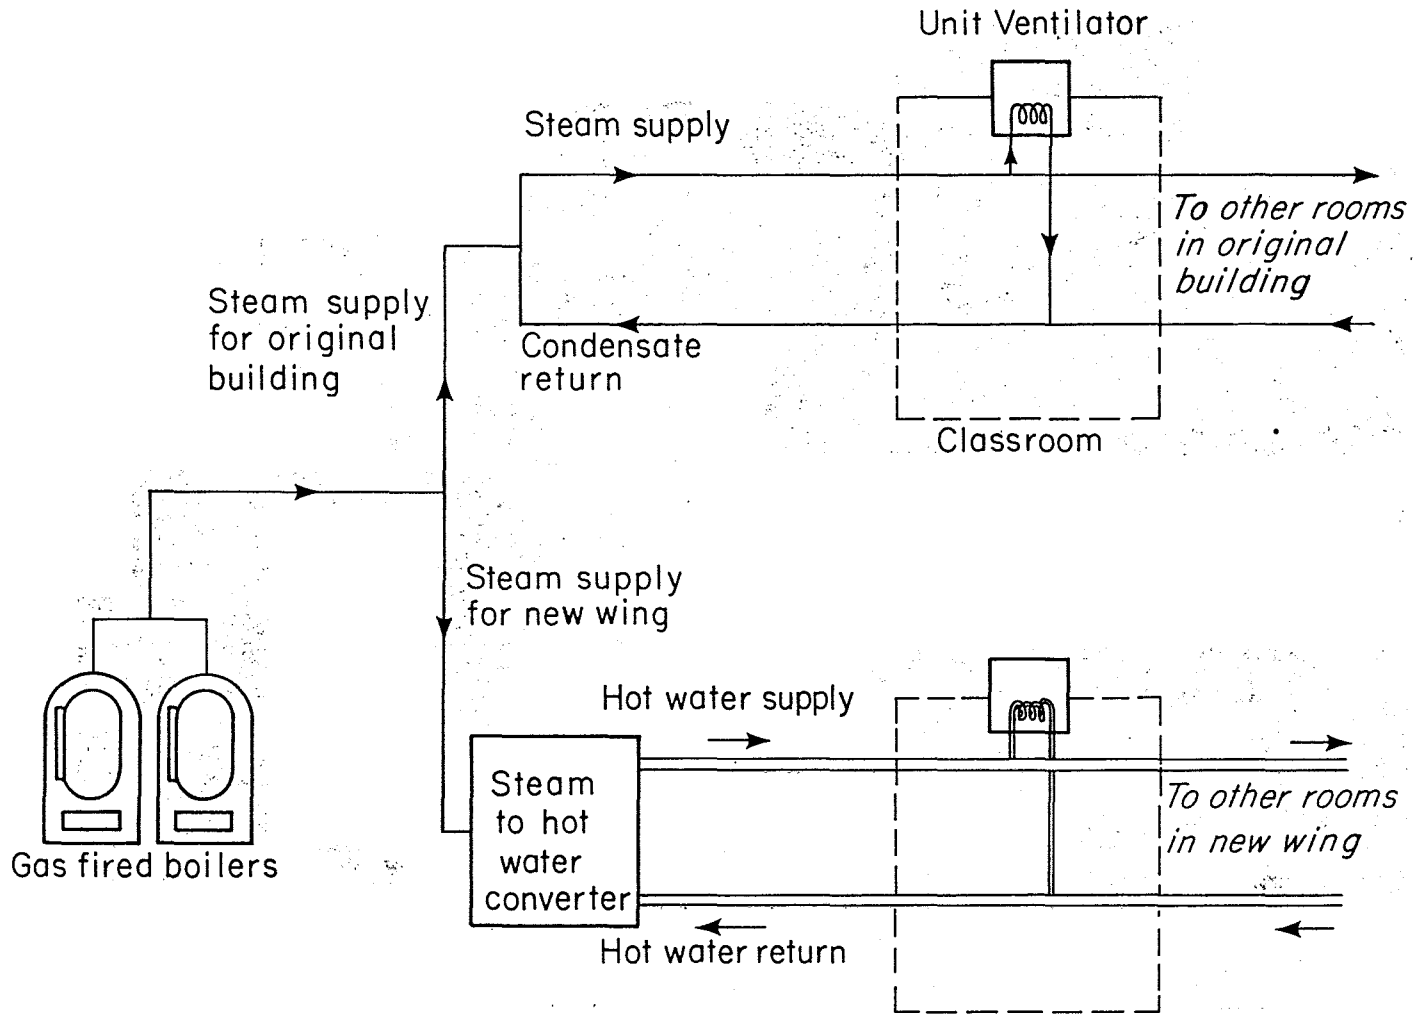 Unit Ventilator
Steam supply
To other rooms
in original
building
Steam supply
for original
building
Condensate
return
Classroom
Steam supply
for new wing
Hot water supply
Steam
to hot
water
converter
To other rooms
in new wing
Gas fired boilers
Hot water return